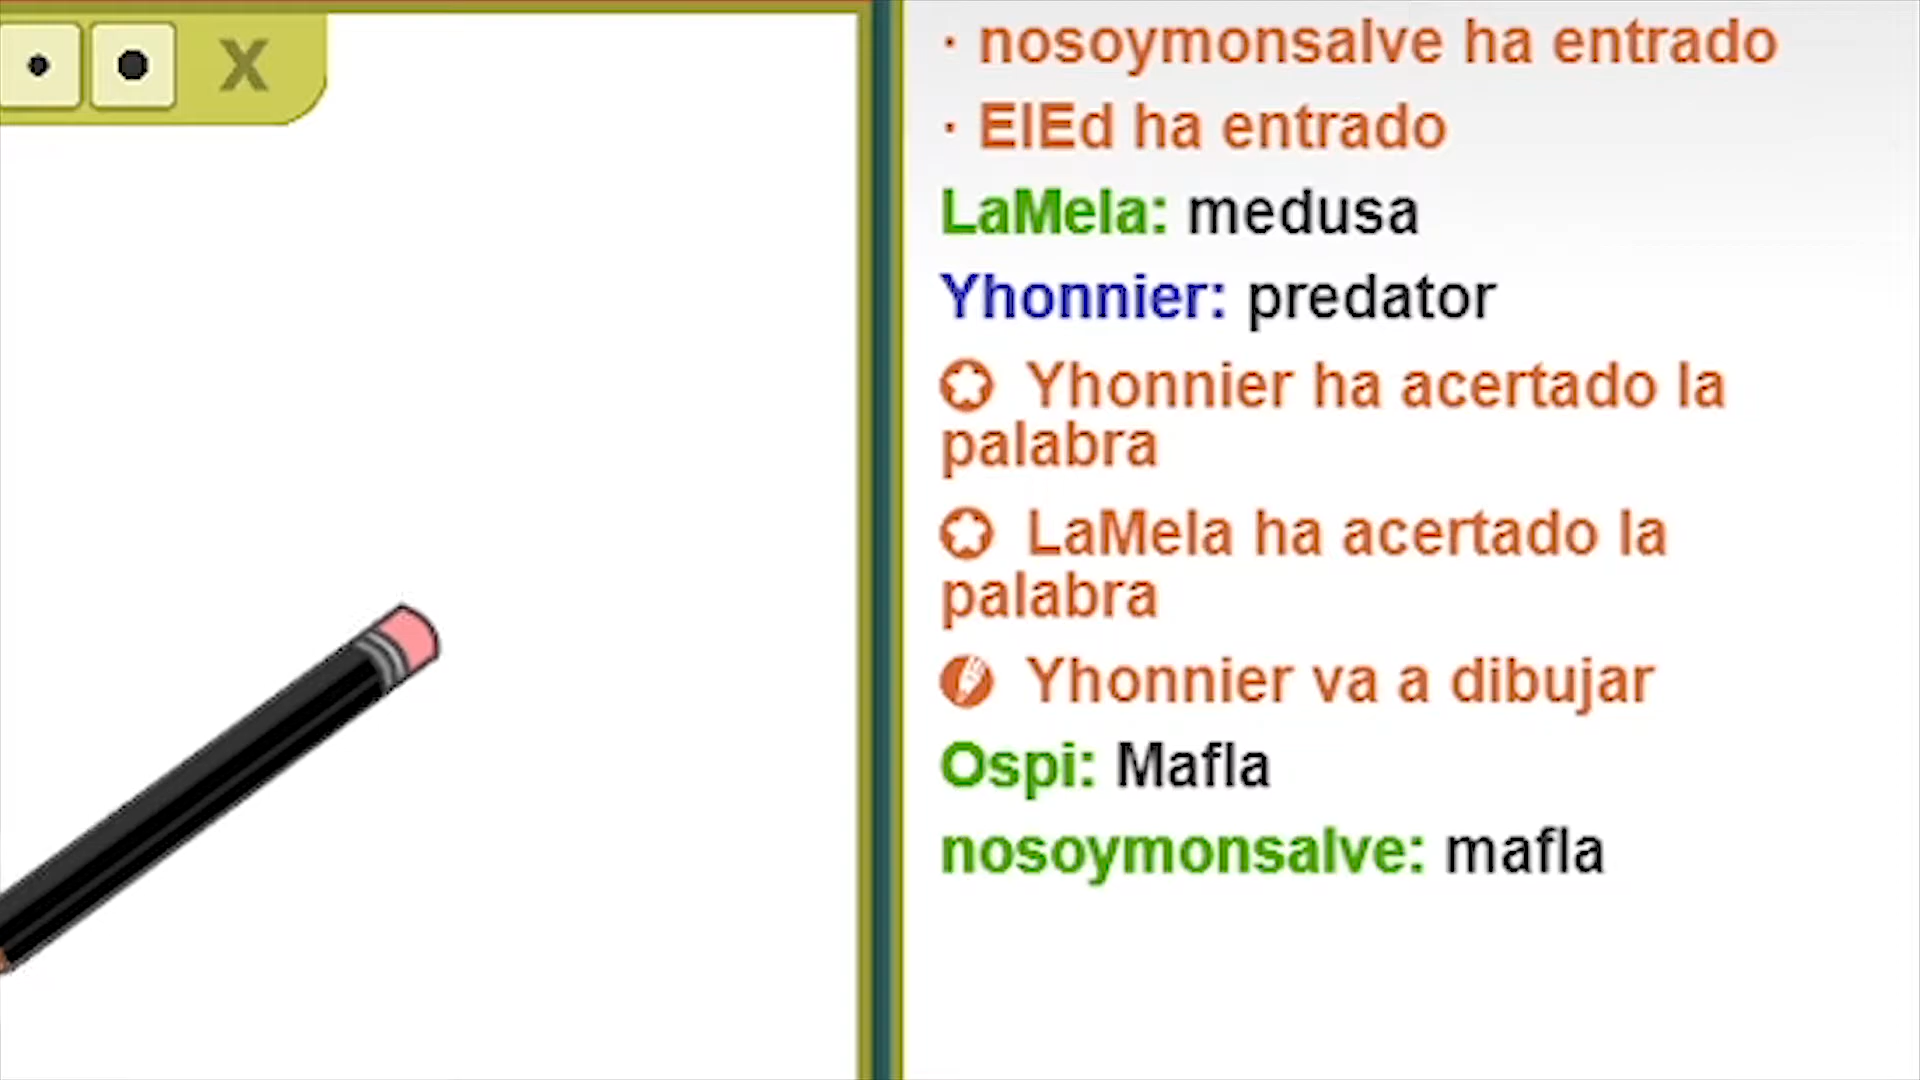 X
· nosoymonsalve ha entrado
· ElEd ha entrado
LaMela: medusa
Yhonnier: predator
Yhonnier ha acertado la
palabra
LaMela ha acertado la
palabra
Yhonnier va a dibujar
Ospi: Mafla
nosoymonsalve: mafla